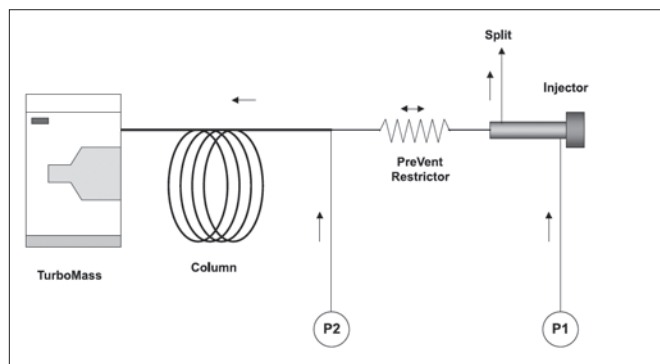 Split
Injector
PreVent
Restrictor
Column
TurboMass
P2
P1